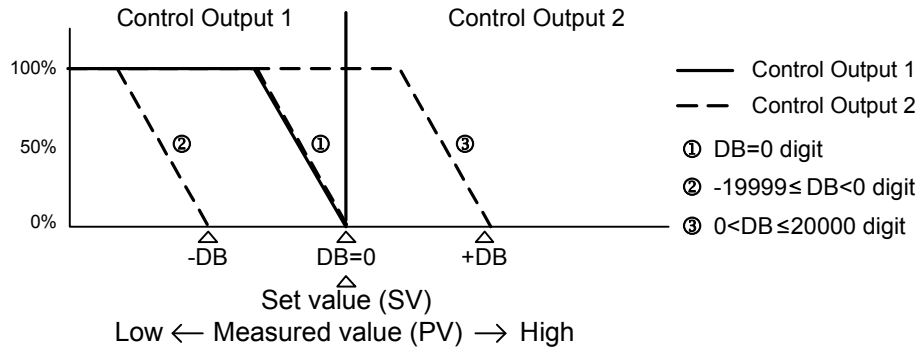 Control Output 1 Control Output 2
100%
50%
0%
② ① ③
-DB DB=0 +DB
Set value (SV)
Low ← Measured value (PV) → High
Control Output 1
Control Output 2
① DB=0 digit
② -19999≤ DB<0 digit
③ 0<DB≤20000 digit